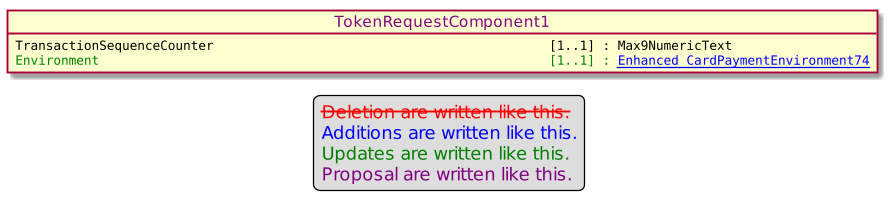 TokenRequestComponent1
TransactionSequenceCounter [1..1] : Max9NumericText
Environment [1..1] : Enhanced CardPaymentEnvironment74
Deletion are written like this.
Additions are written like this.
Updates are written like this.
Proposal are written like this.